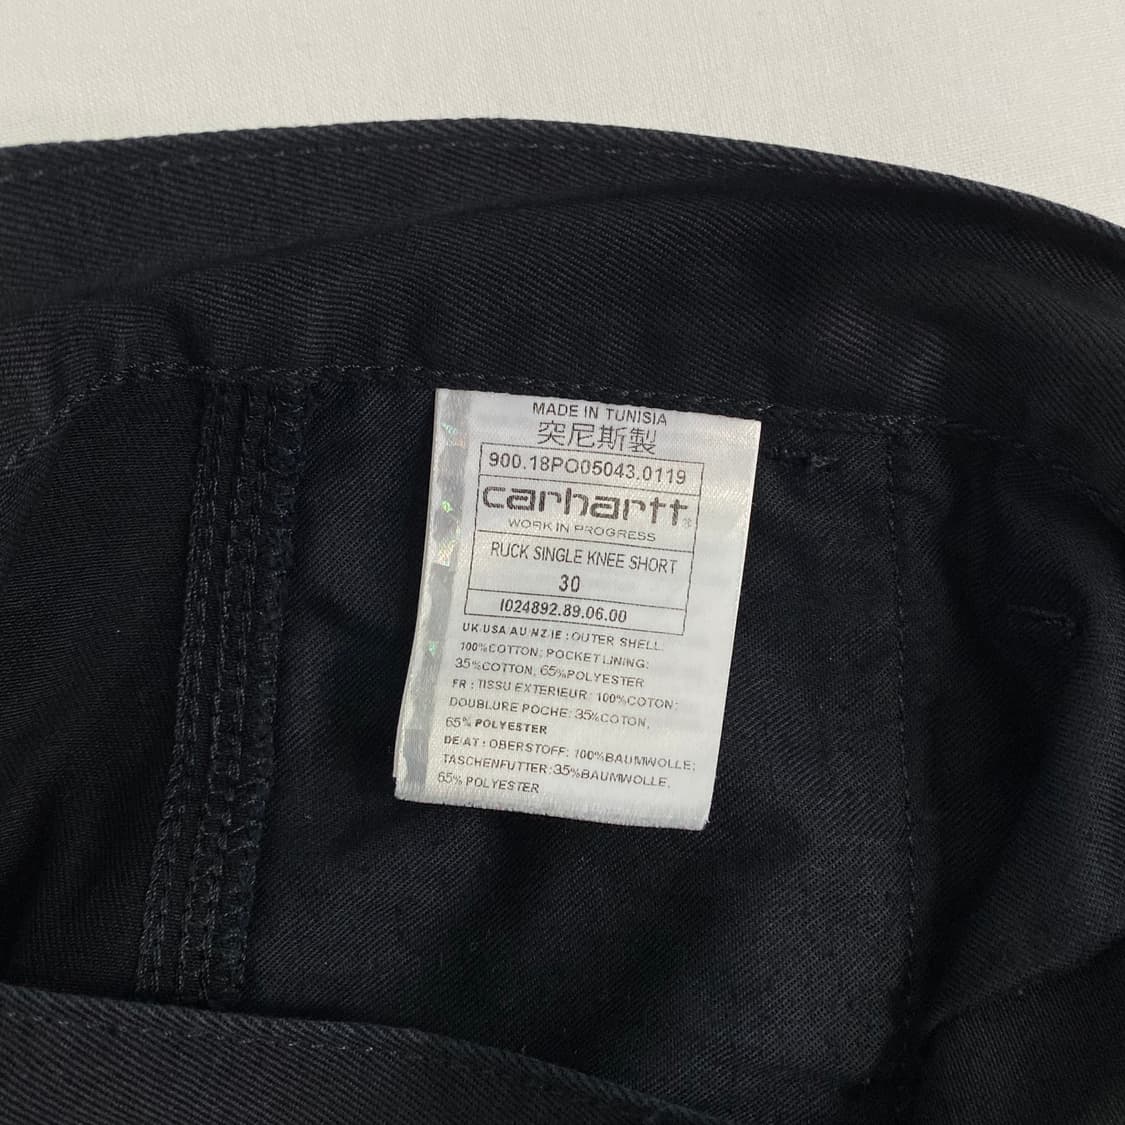 MADE IN TUNISIA
突尼斯製
900.18PO05043.0119
carhartt®
WORK IN PROGRESS
RUCK SINGLE KNEE SHORT
30
I024892.89.06.00
UK USA AU NZ IE : OUTER SHELL:
100%COTTON; POCKET LINING:
35%COTTON, 65%POLYESTER
FR : TISSU EXTERIEUR: 100%COTON;
DOUBLURE POCHE: 35%COTON,
65% POLYESTER
DE AT : OBERSTOFF: 100%BAUMWOLLE;
TASCHENFUTTER: 35%BAUMWOLLE,
65% POLYESTER